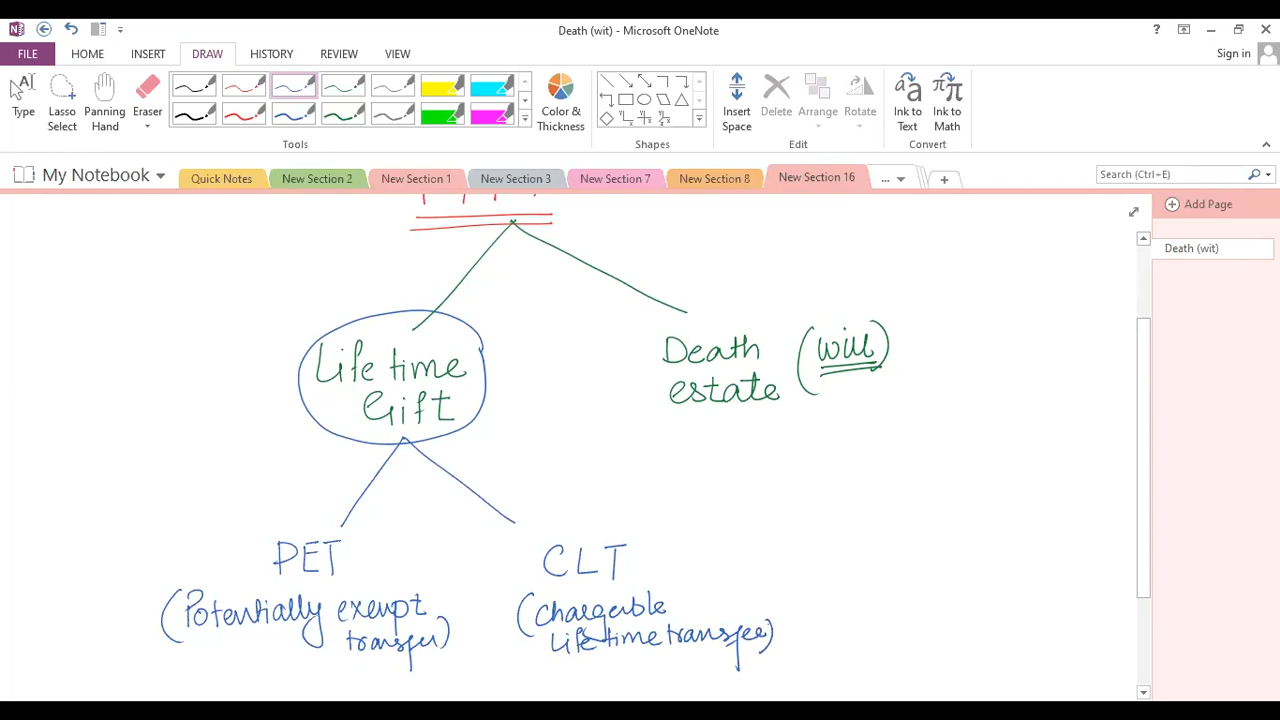 Death (wit) - Microsoft OneNote
Sign in
FILE HOME INSERT DRAW HISTORY REVIEW VIEW
Type
Lasso Select
Panning Hand
Eraser
Color & Thickness
Insert Space
Delete
Arrange
Rotate
Ink to Text
Ink to Math
Tools
Shapes
Edit
Convert
My Notebook
Quick Notes
New Section 2
New Section 1
New Section 3
New Section 7
New Section 8
New Section 16
...
Search (Ctrl+E)
Add Page
Death (wit)
Life time
Gift
Death
estate
(will)
PET
(Potentially exempt
transfer)
CLT
(Chargerible
Life time transfer)